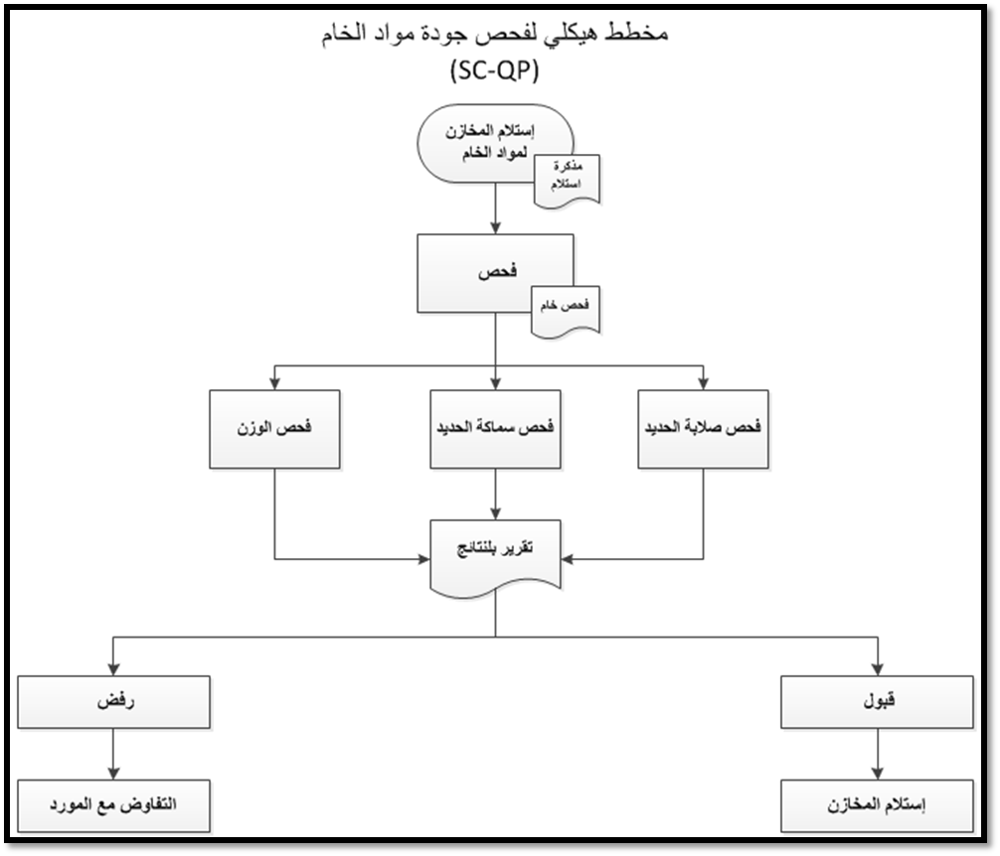 مخطط هيكلي لفحص جودة مواد الخام
(SC-QP)
إستلام المخازن
لمواد الخام
مذكرة
استلام
فحص
فحص خام
فحص صلابة الحديد
فحص سماكة الحديد
فحص الوزن
تقرير بلنتائج
قبول
رفض
إستلام المخازن
التفاوض مع المورد